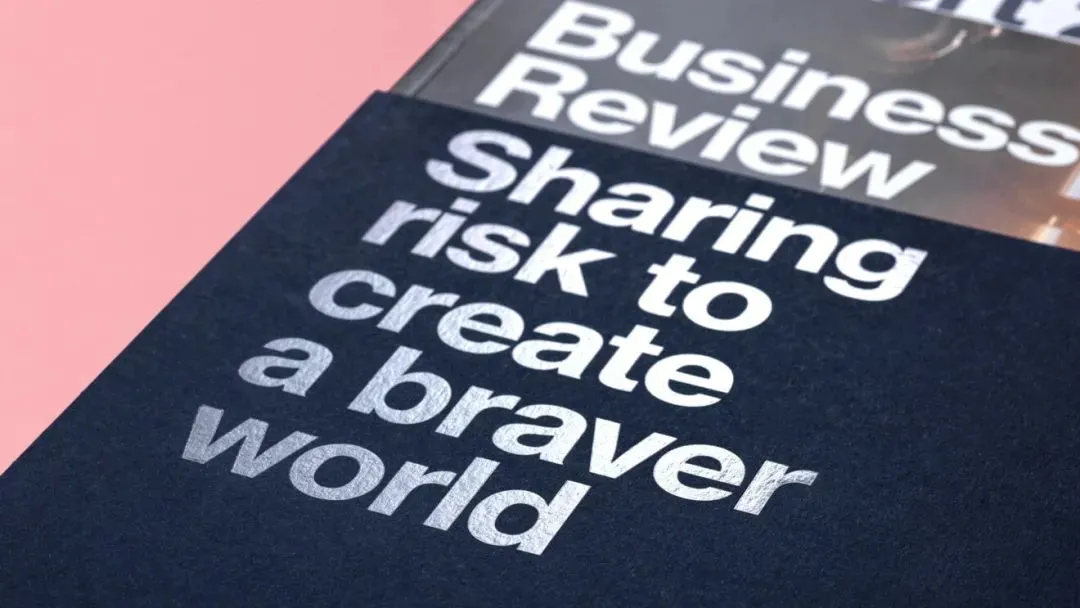 Business
Review
Sharing
risk to
create
a braver
world